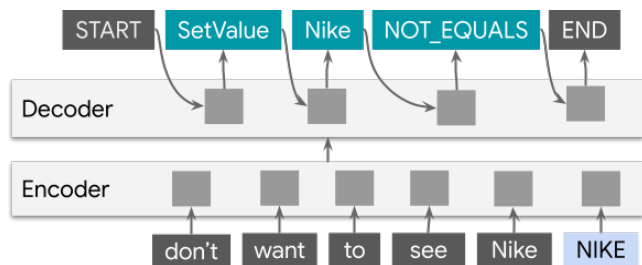 START SetValue Nike NOT_EQUALS END
Decoder
Encoder
don't want to see Nike NIKE